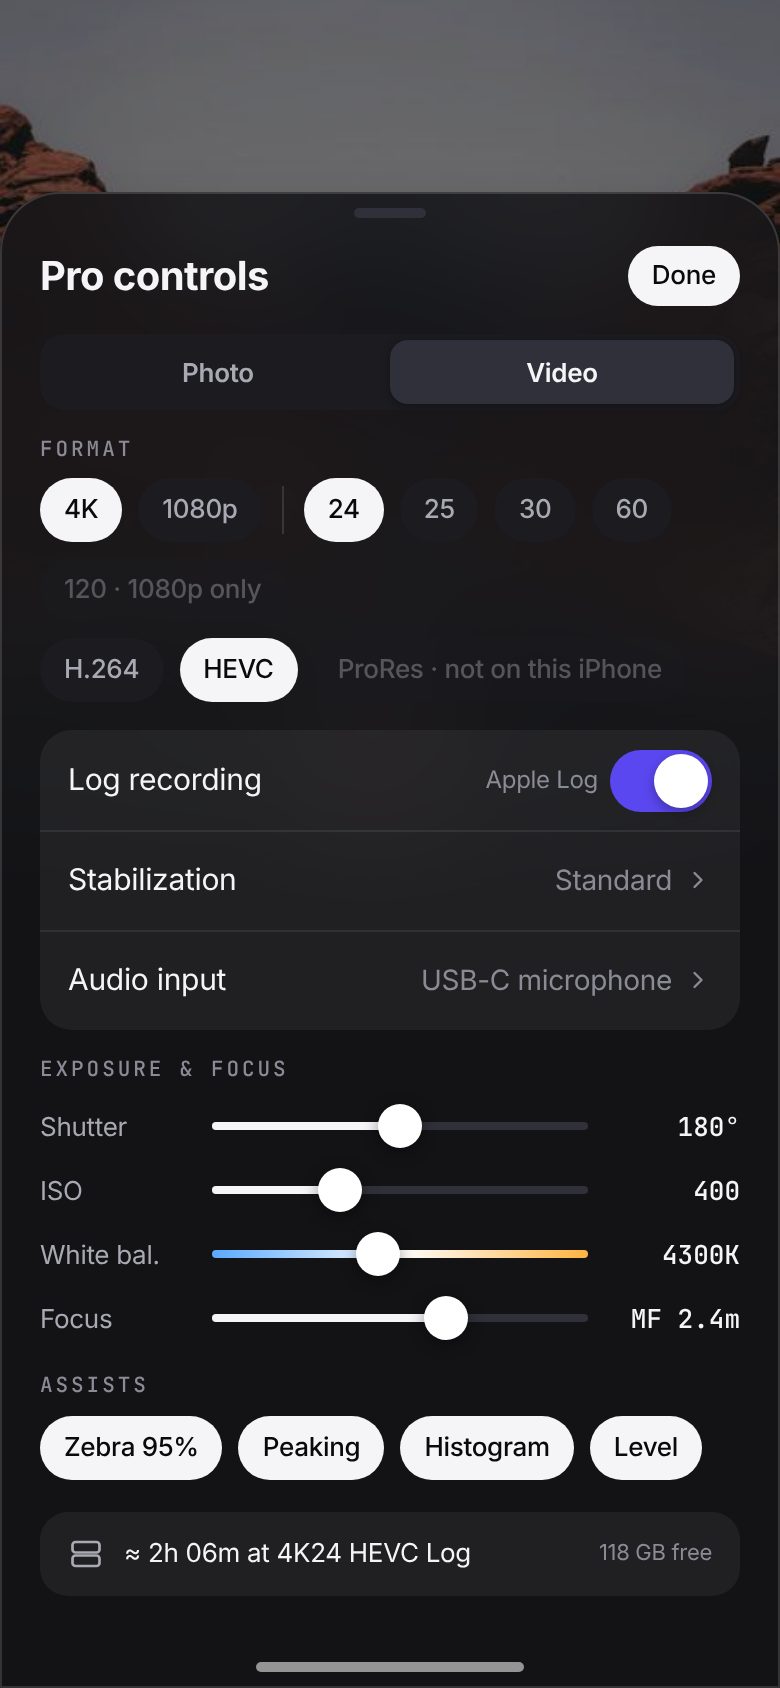 Pro controls
Done
Photo
Video
FORMAT
4K 1080p 24 25 30 60
120 · 1080p only
H.264 HEVC ProRes · not on this iPhone
Log recording Apple Log
Stabilization Standard
Audio input USB-C microphone
EXPOSURE & FOCUS
Shutter 180°
ISO 400
White bal. 4300K
Focus MF 2.4m
ASSISTS
Zebra 95% Peaking Histogram Level
≈ 2h 06m at 4K24 HEVC Log 118 GB free